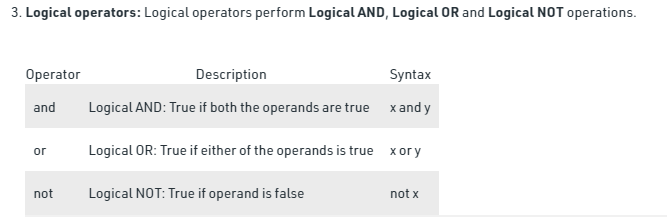 3. Logical operators: Logical operators perform Logical AND, Logical OR and Logical NOT operations.
Operator Description Syntax
and Logical AND: True if both the operands are true x and y
or Logical OR: True if either of the operands is true x or y
not Logical NOT: True if operand is false not x